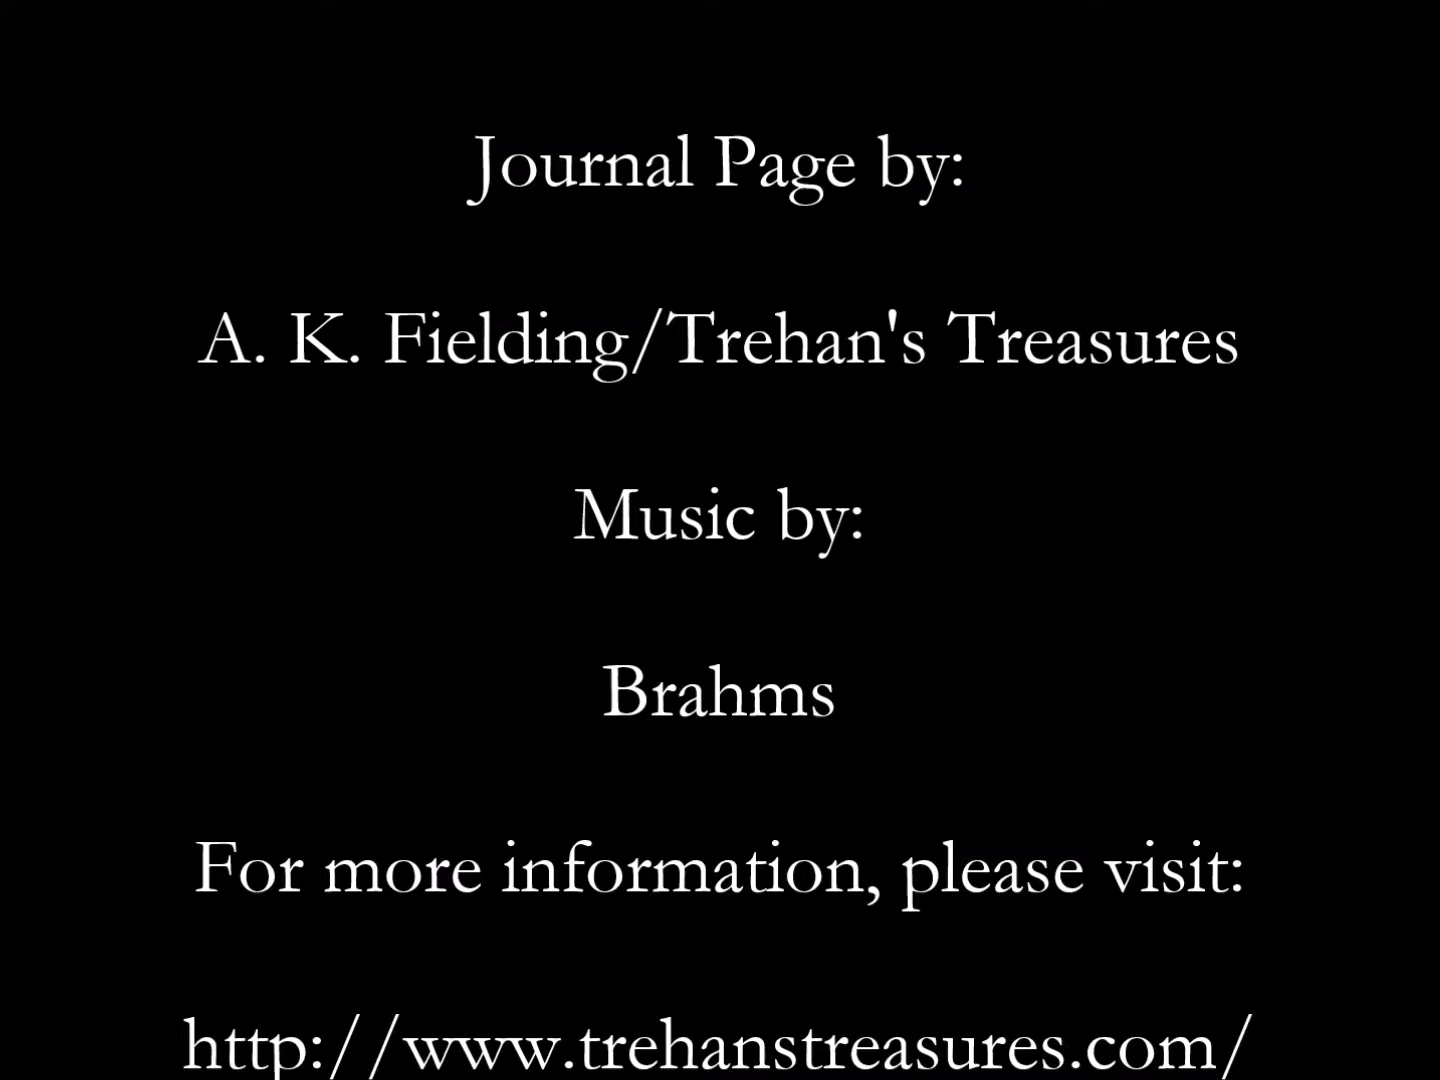 Journal Page by:
A. K. Fielding/Trehan's Treasures
Music by:
Brahms
For more information, please visit:
http://www.trehanstreasures.com/